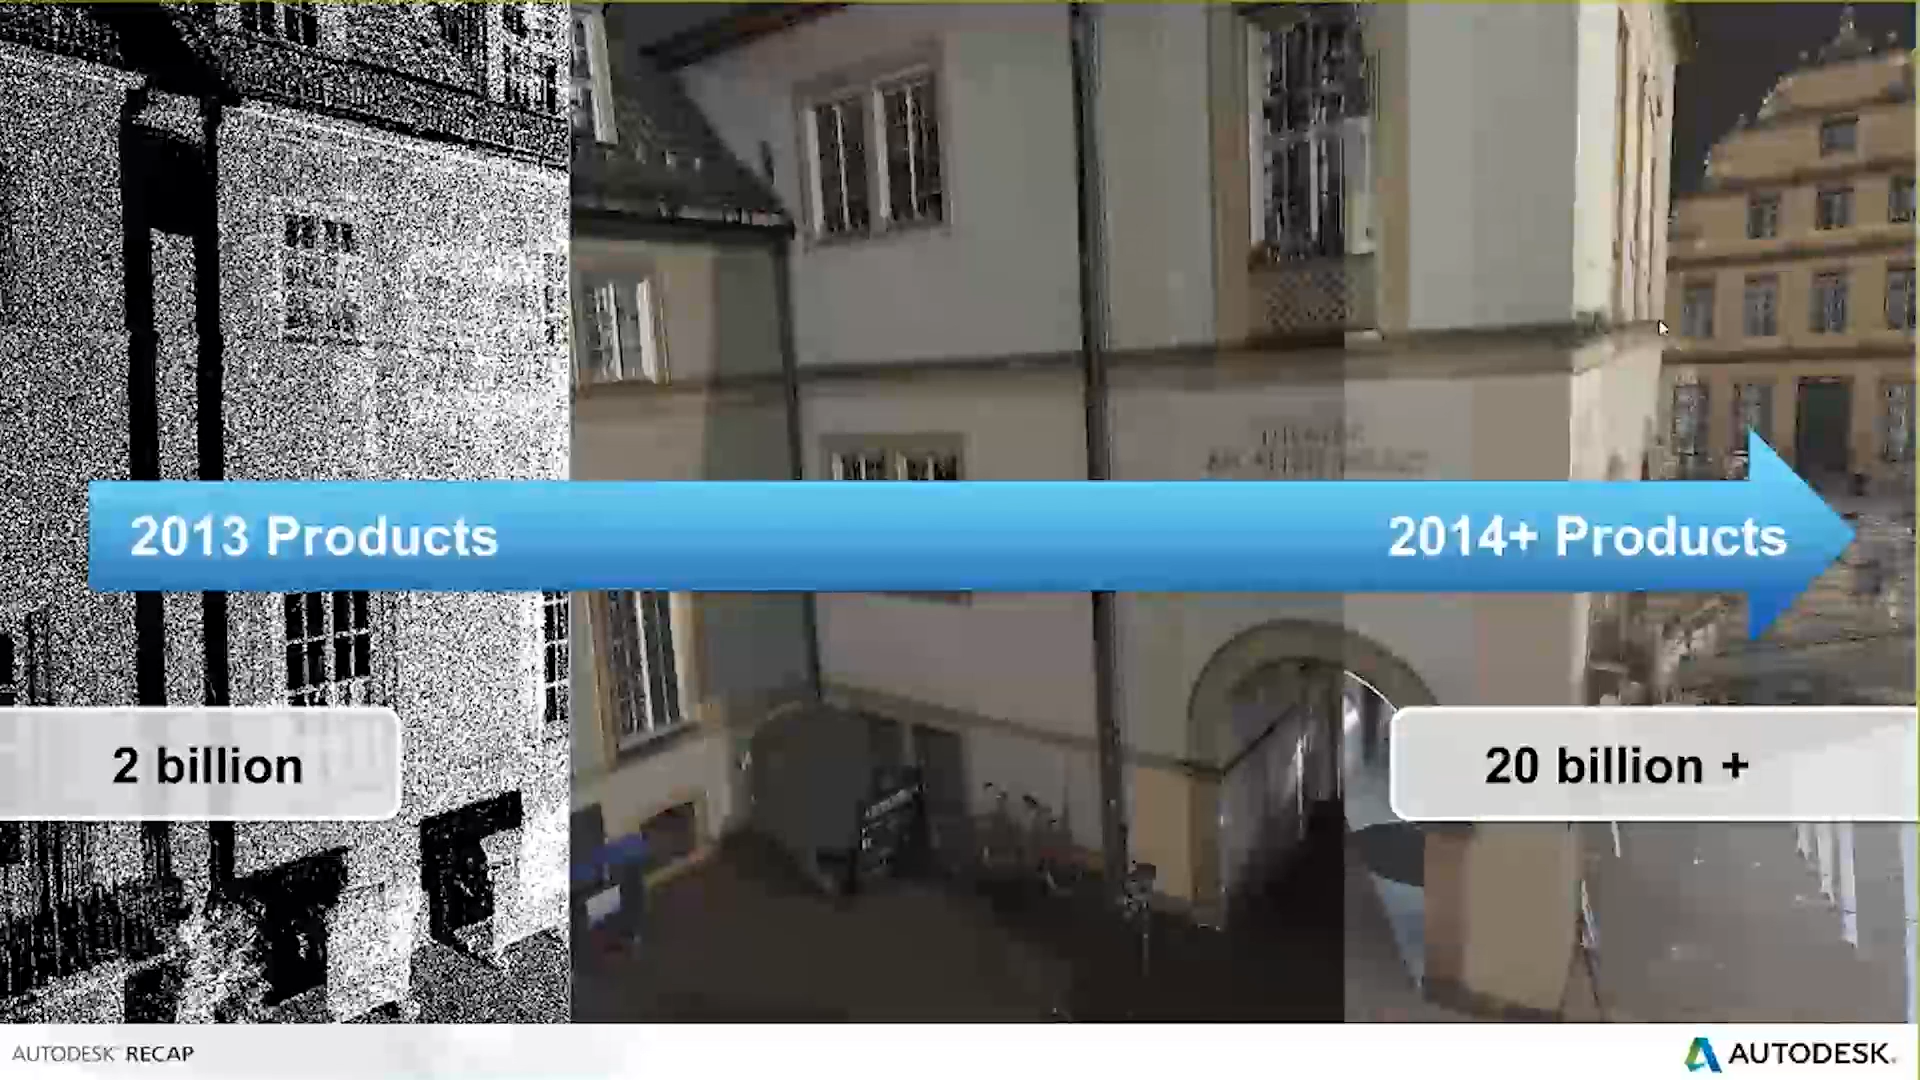 2013 Products
2014+ Products
2 billion
20 billion +
AUTODESK RECAP
AUTODESK.